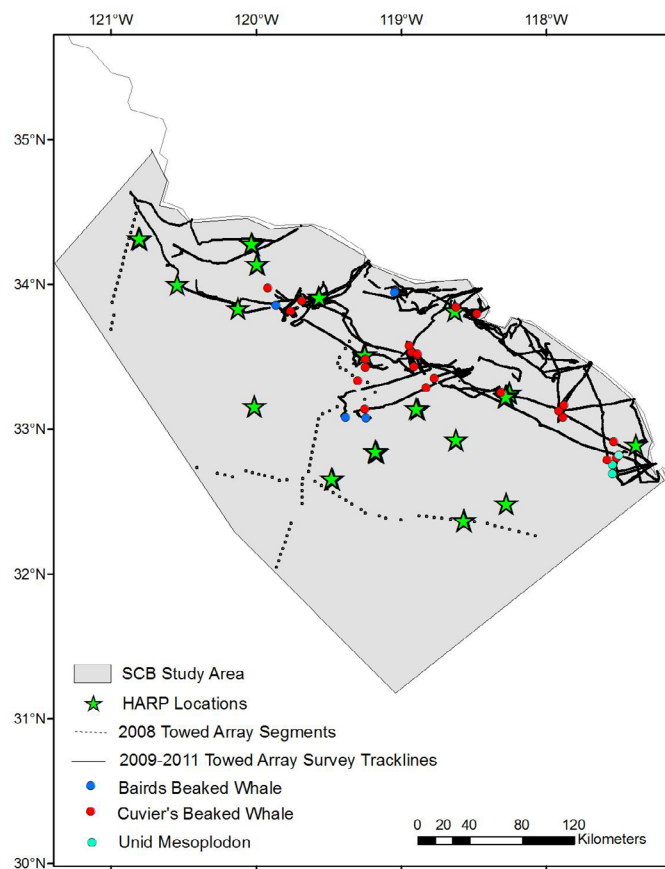 121°W 120°W 119°W 118°W
35°N
34°N
33°N
32°N
31°N
30°N
SCB Study Area
HARP Locations
2008 Towed Array Segments
2009-2011 Towed Array Survey Tracklines
Bairds Beaked Whale
Cuvier's Beaked Whale
Unid Mesoplodon
0 20 40 80 120
Kilometers